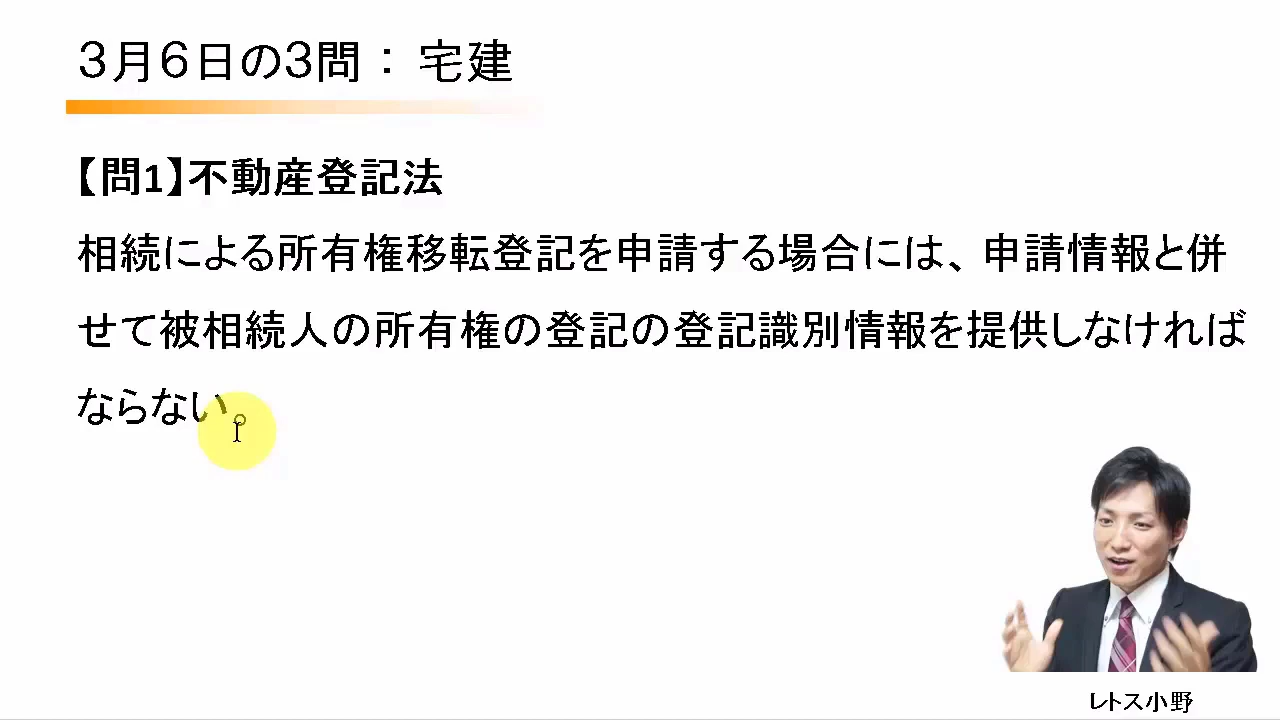 ３月６日の３問：宅建
【問1】不動産登記法
相続による所有権移転登記を申請する場合には、申請情報と併
せて被相続人の所有権の登記の登記識別情報を提供しなければ
ならない。
レトス小野